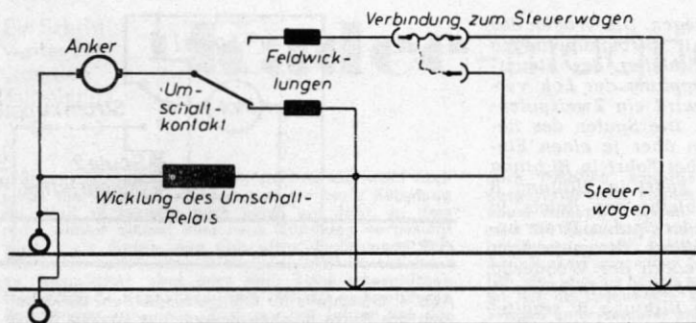 Verbindung zum Steuerwagen
Anker
Feldwick-
lungen
Um-
schalt-
kontakt
Wicklung des Umschalt-
Relais
Steuer-
wagen